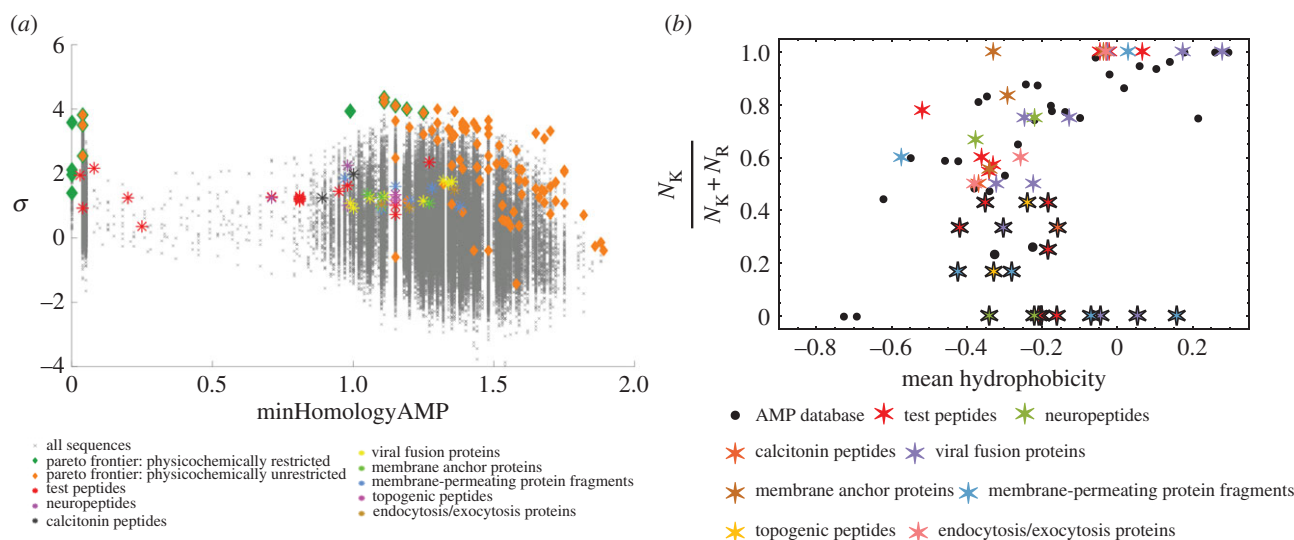 (a)
6
4
2
σ
0
−2
−4
0
0.5
1.0
1.5
2.0
minHomologyAMP
all sequences
pareto frontier: physicochemically restricted
pareto frontier: physicochemically unrestricted
test peptides
neuropeptides
calcitonin peptides
viral fusion proteins
membrane anchor proteins
membrane-permeating protein fragments
topogenic peptides
endocytosis/exocytosis proteins
(b)
1.0
0.8
0.6
0.4
0.2
0
N_K
N_K + N_R
−0.8
−0.6
−0.4
−0.2
0
0.2
mean hydrophobicity
AMP database test peptides neuropeptides
calcitonin peptides viral fusion proteins
membrane anchor proteins membrane-permeating protein fragments
topogenic peptides endocytosis/exocytosis proteins